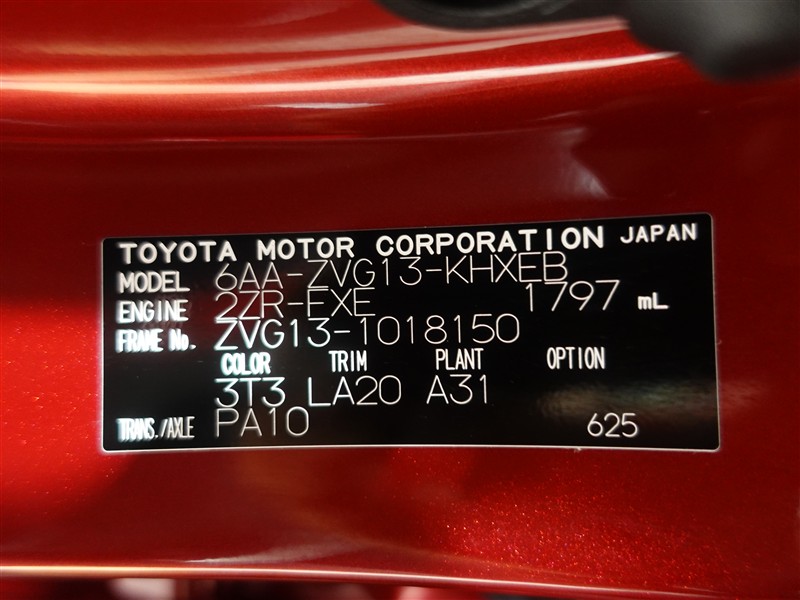 TOYOTA MOTOR CORPORATION JAPAN
MODEL 6AA-ZVG13-KHXEB
ENGINE 2ZR-FXE 1797 mL
FRAME No. ZVG13-1018150
COLOR TRIM PLANT OPTION
3T3 LA20 A31
TRANS./AXLE PA10 625